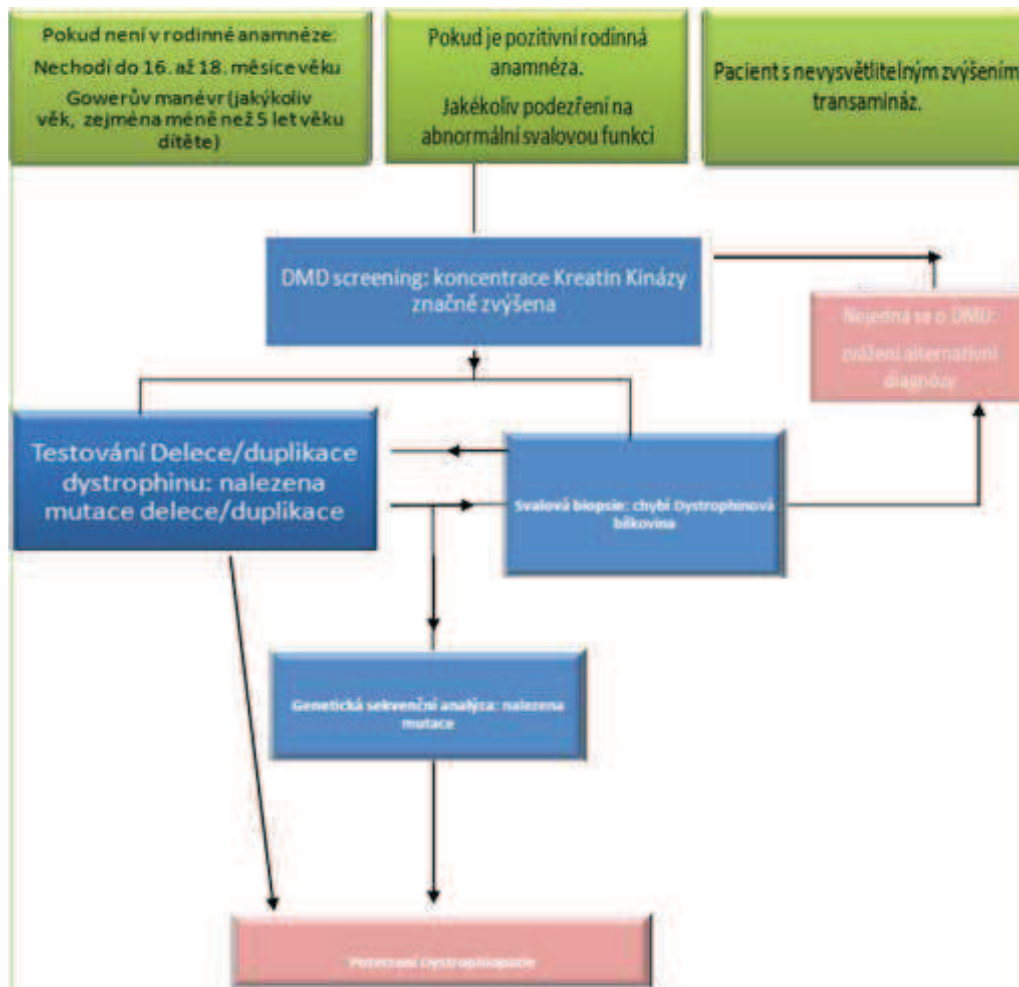 Pokud není v rodinné anamnéze:
Nechodí do 16. až 18. měsíce věku
Gowerův manévr (jakýkoliv
věk, zejména méně než 5 let věku
dítěte)
Pokud je pozitivní rodinná
anamnéza.
Jakékoliv podezření na
abnormální svalovou funkci
Pacient s nevysvětlitelným zvýšením
transamináz.
DMD screening: koncentrace Kreatin Kinázy
značně zvýšena
Nejedná se o DMD:
zvážení alternativní
diagnózy
Testování Delece/duplikace
dystrophinu: nalezena
mutace delece/duplikace
Svalová biopsie: chybí Dystrophinová
bílkovina
Genetická sekvenční analýza: nalezena
mutace
Potvrzení